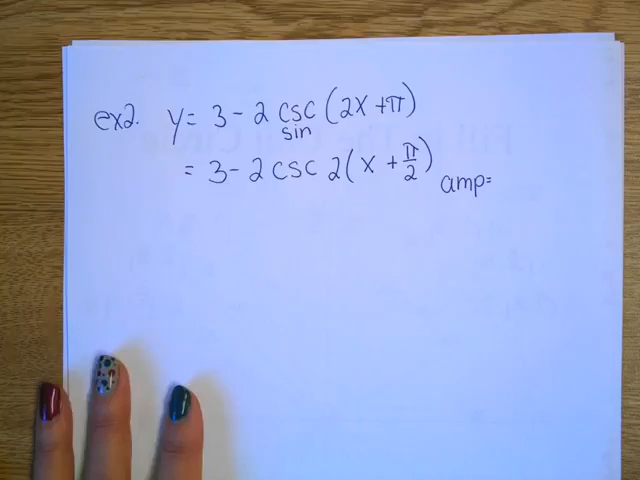 ex2. y = 3 - 2 csc (2x + π)
sin
= 3 - 2 csc 2(x + π/2)
amp=